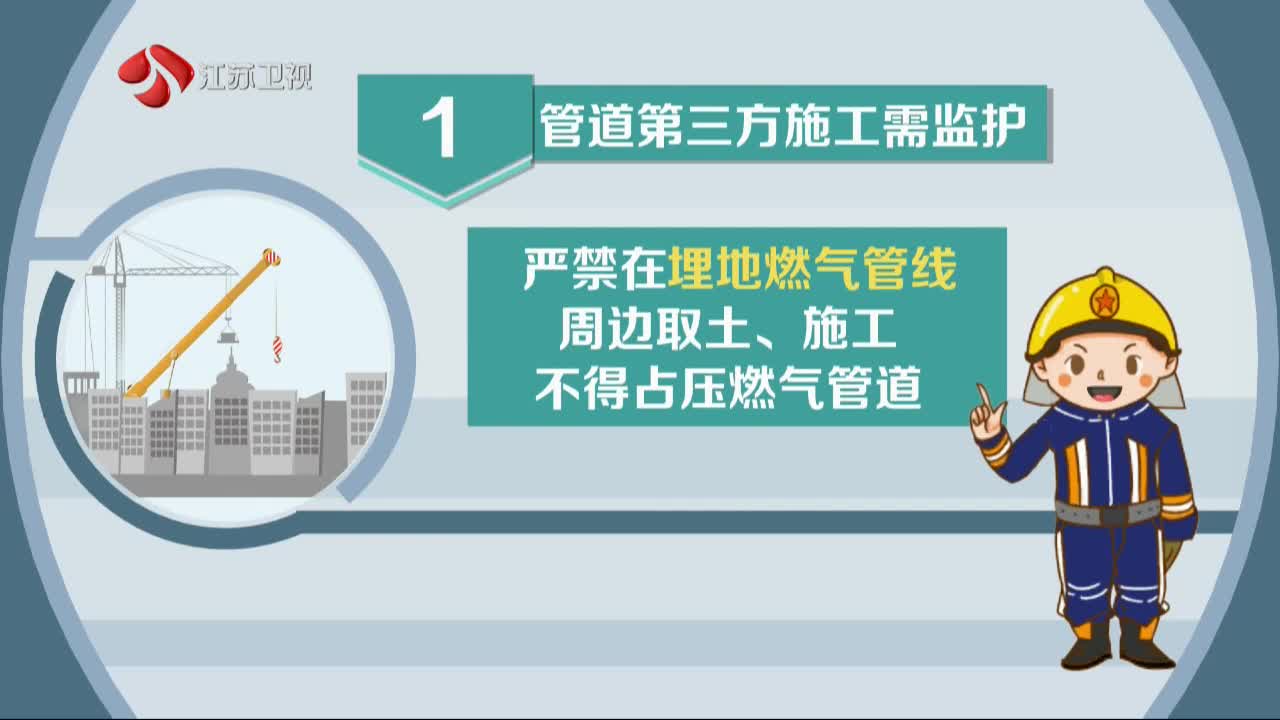 江苏卫视
1
管道第三方施工需监护
严禁在埋地燃气管线
周边取土、施工
不得占压燃气管道